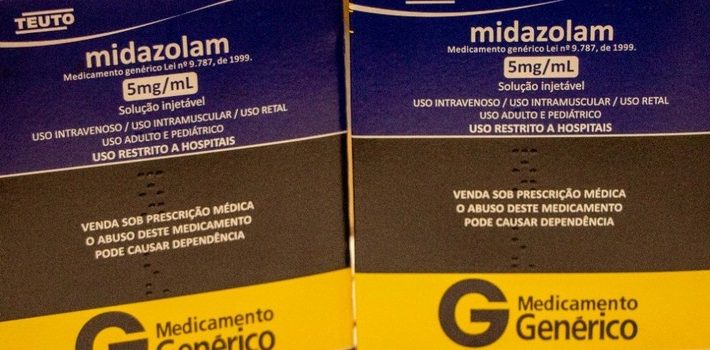 TEUTO
midazolam
Medicamento genérico Lei nº 9.787, de 1999.
5mg/mL
Solução injetável
USO INTRAVENOSO / USO INTRAMUSCULAR / USO RETAL
USO ADULTO E PEDIÁTRICO
USO RESTRITO A HOSPITAIS
VENDA SOB PRESCRIÇÃO MÉDICA
O ABUSO DESTE MEDICAMENTO
PODE CAUSAR DEPENDÊNCIA
G Medicamento
Genérico
midazolam
Medicamento genérico Lei nº 9.787, de 1999.
5mg/mL
Solução injetável
USO INTRAVENOSO / USO INTRAMUSCULAR / USO RETAL
USO ADULTO E PEDIÁTRICO
USO RESTRITO A HOSPITAIS
VENDA SOB PRESCRIÇÃO MÉDICA
O ABUSO DESTE MEDICAMENTO
PODE CAUSAR DEPENDÊNCIA
G Medicamento
Genérico